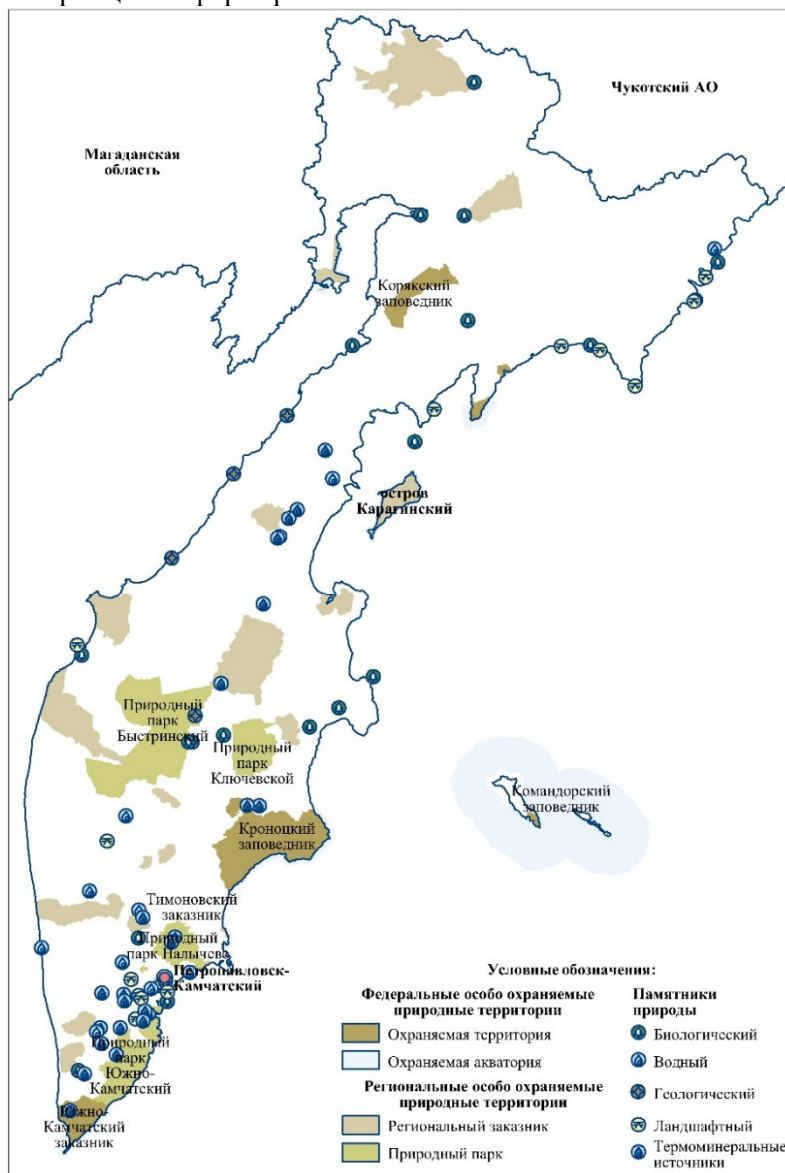 Чукотский АО
Магаданская
область
Корякский
заповедник
остров
Карагинский
Природный
парк
Быстринский
Природный
парк
Ключевской
Командорский
заповедник
Кроноцкий
заповедник
Тимоновский
заказник
Природный
парк Налычево
Петропавловск-
Камчатский
Природный
парк
Южно-
Камчатский
Южно-
Камчатский
заказник
Условные обозначения:
Федеральные особо охраняемые
природные территории
Охраняемая территория
Охраняемая акватория
Региональные особо охраняемые
природные территории
Региональный заказник
Природный парк
Памятники
природы
Биологический
Водный
Геологический
Ландшафтный
Термоминеральные
источники